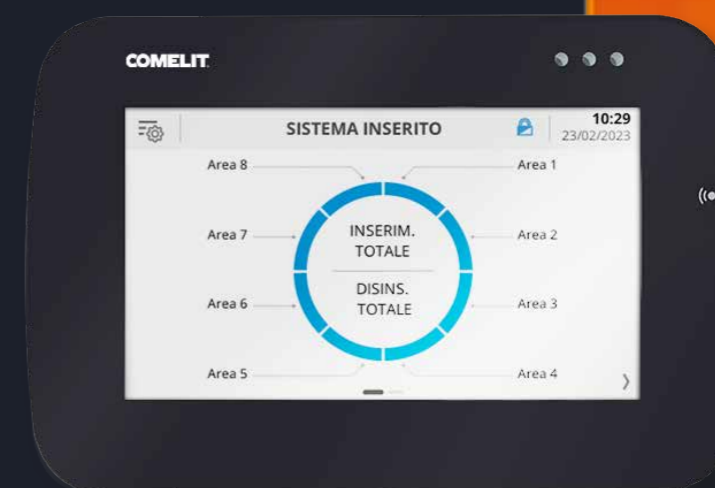 COMELIT
SISTEMA INSERITO
10:29
23/02/2023
Area 8
Area 1
Area 7
INSERIM.
TOTALE
Area 2
Area 6
DISINS.
TOTALE
Area 3
Area 5
Area 4